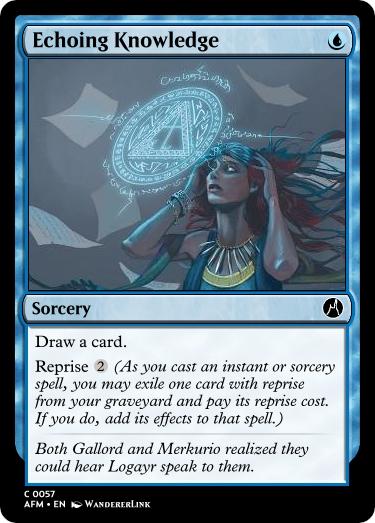 Echoing Knowledge
Sorcery
Draw a card.
Reprise 2 (As you cast an instant or sorcery
spell, you may exile one card with reprise
from your graveyard and pay its reprise cost.
If you do, add its effects to that spell.)
Both Gallord and Merkurio realized they
could hear Logayr speak to them.
C 0057
AFM • EN WANDERERLINK